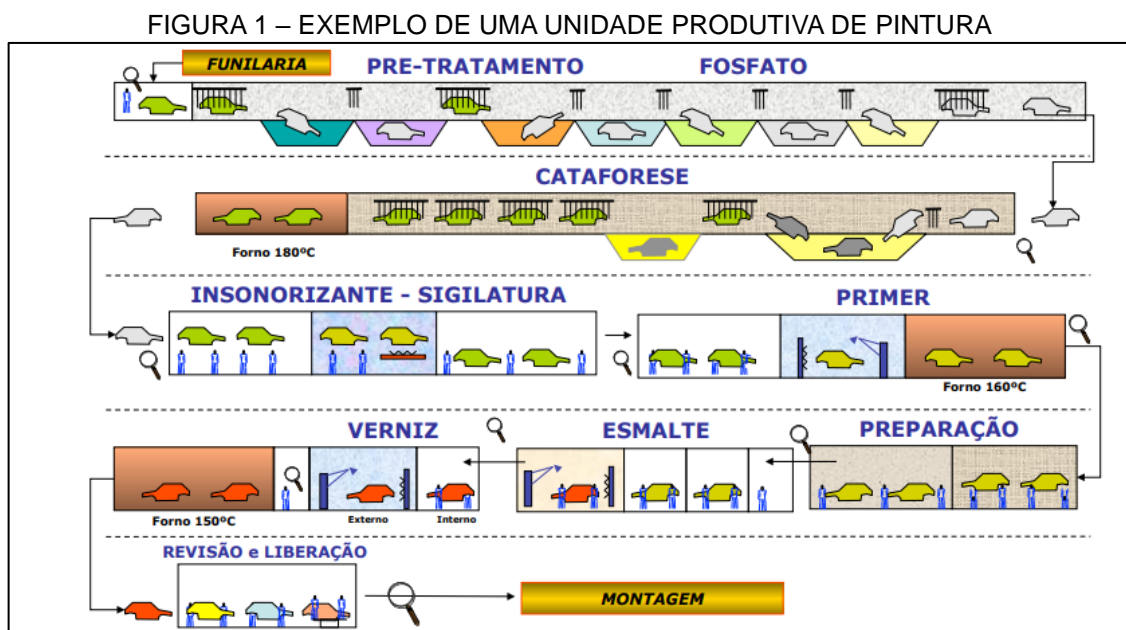 FIGURA 1 – EXEMPLO DE UMA UNIDADE PRODUTIVA DE PINTURA
FUNILARIA
PRE-TRATAMENTO
FOSFATO
CATAFORESE
Forno 180ºC
INSONORIZANTE - SIGILATURA
PRIMER
Forno 160ºC
VERNIZ
ESMALTE
PREPARAÇÃO
Forno 150ºC
Externo
Interno
REVISÃO e LIBERAÇÃO
MONTAGEM